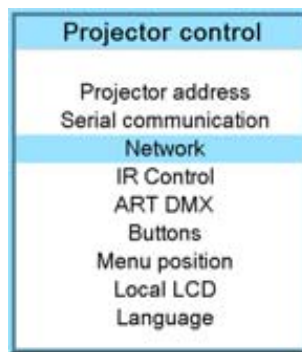 Projector control
Projector address
Serial communication
Network
IR Control
ART DMX
Buttons
Menu position
Local LCD
Language